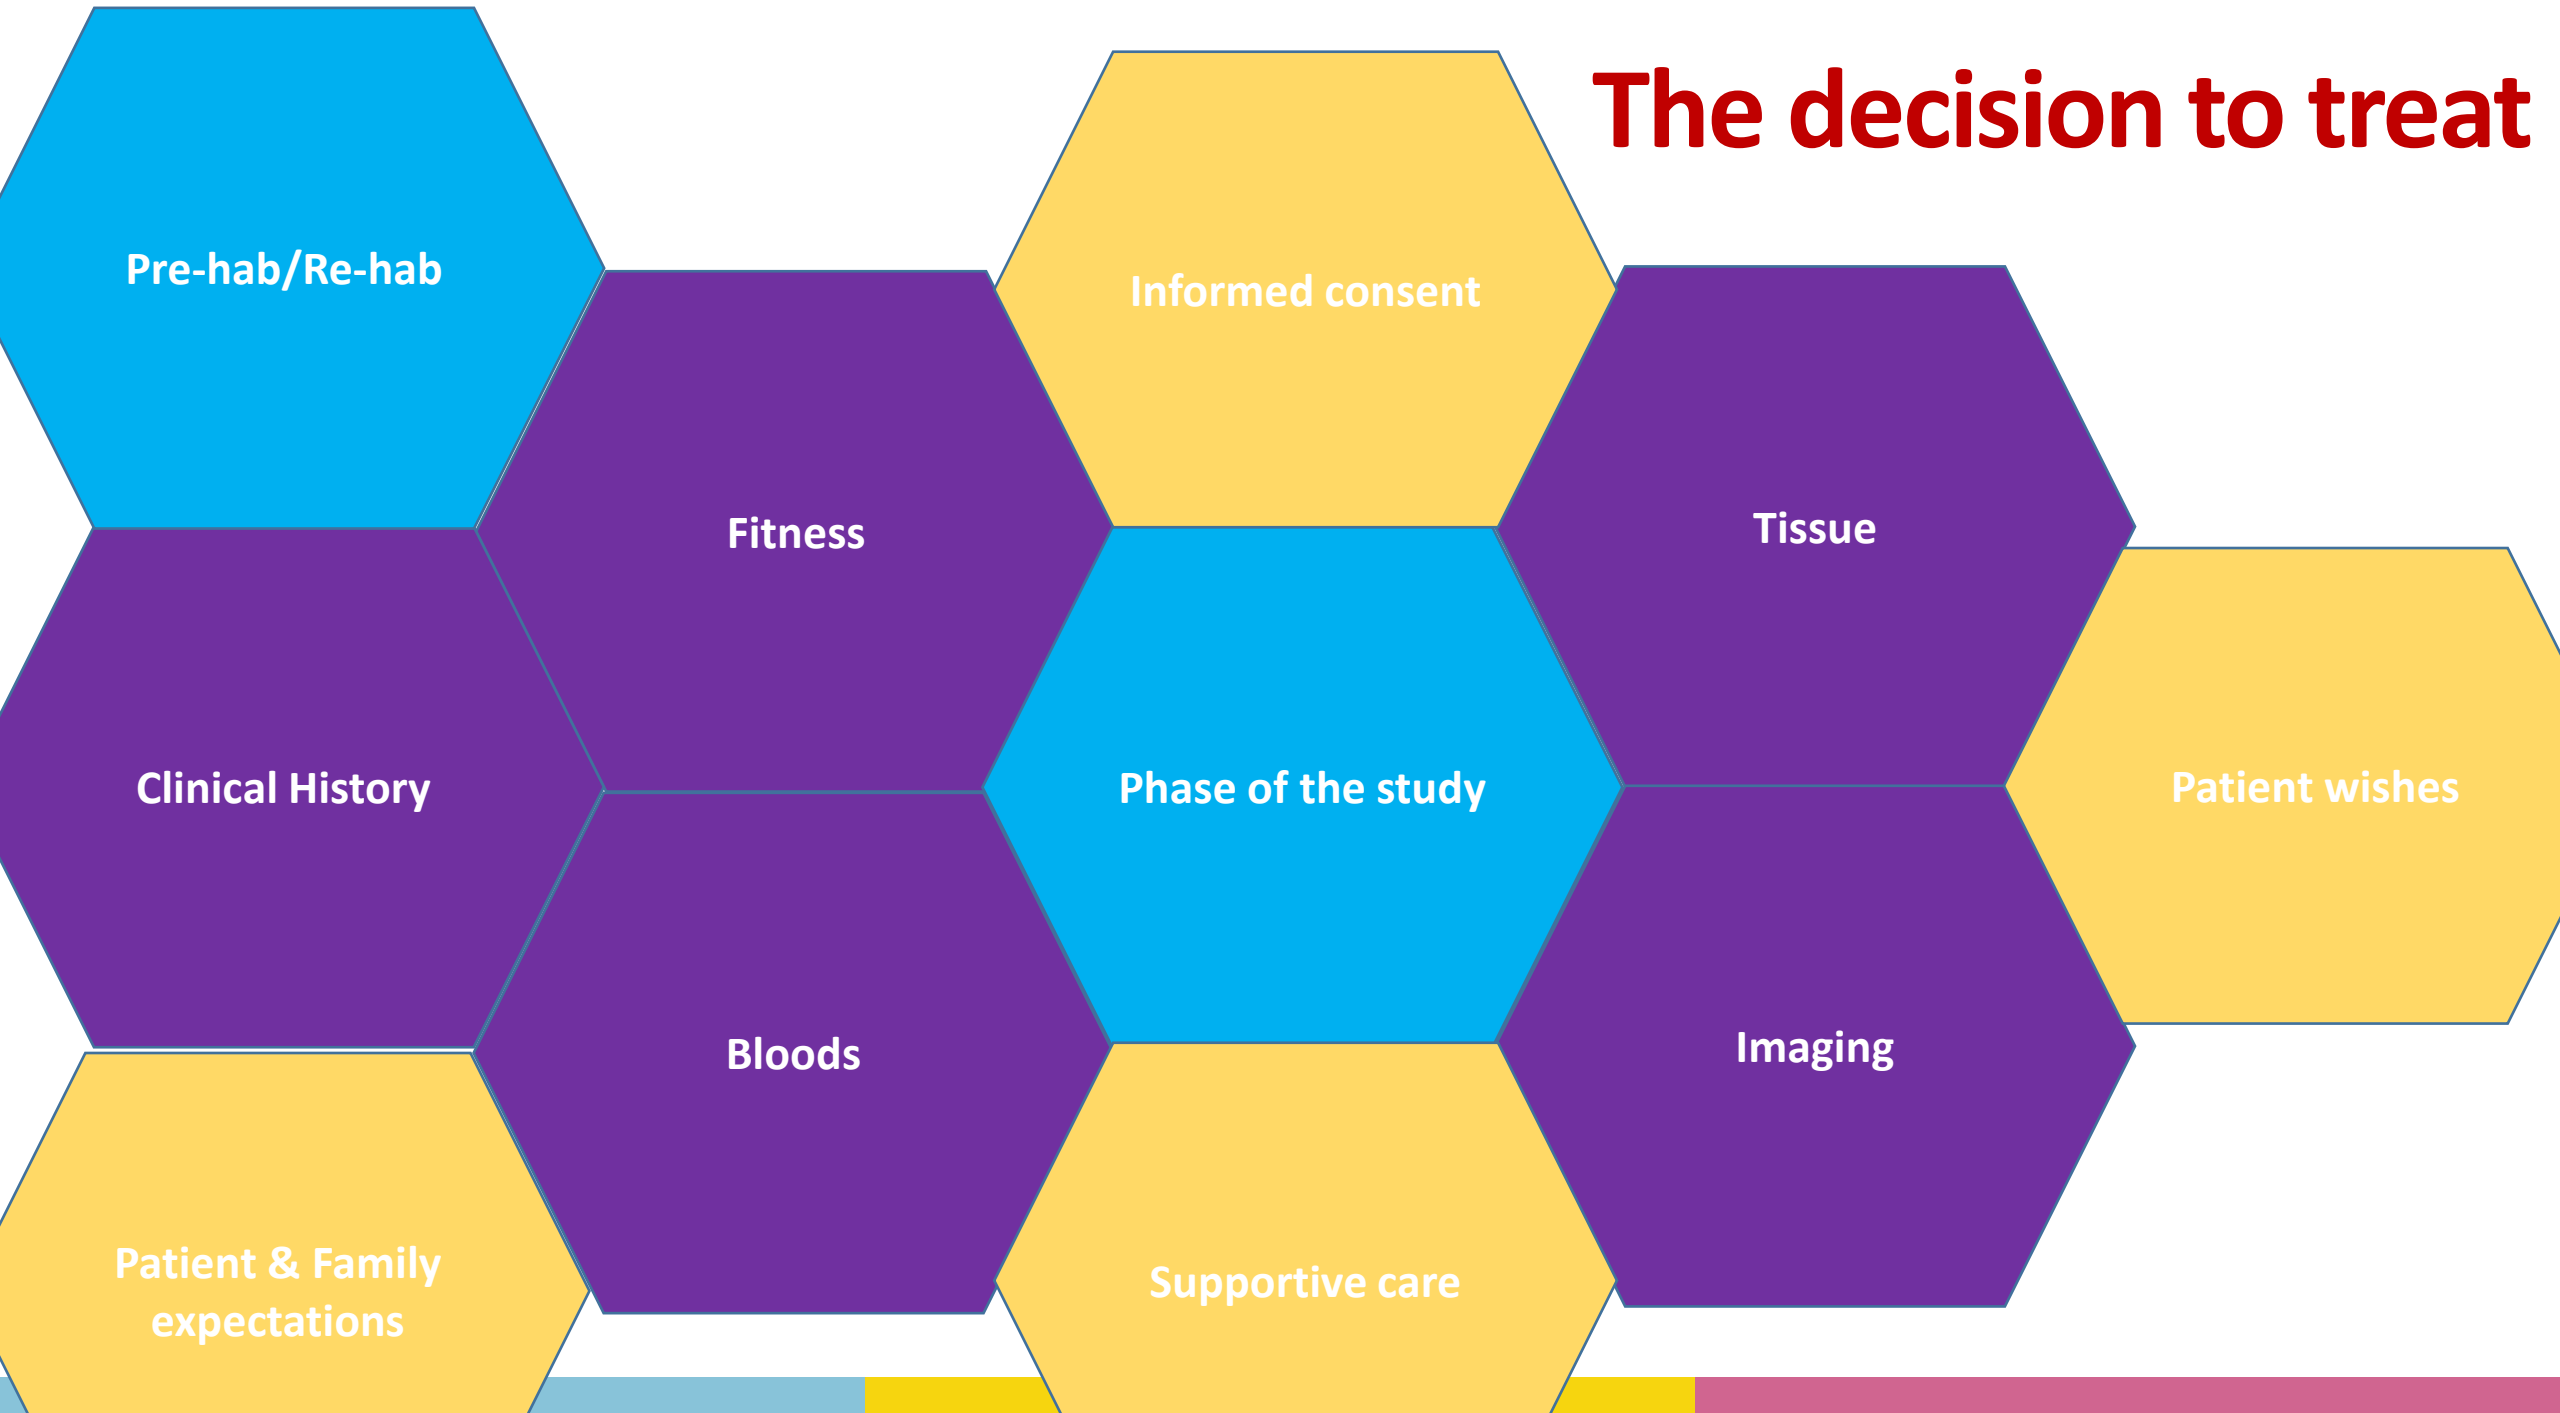 The decision to treat
Pre-hab/Re-hab
Informed consent
Fitness
Tissue
Clinical History
Phase of the study
Patient wishes
Bloods
Imaging
Patient & Family
expectations
Supportive care